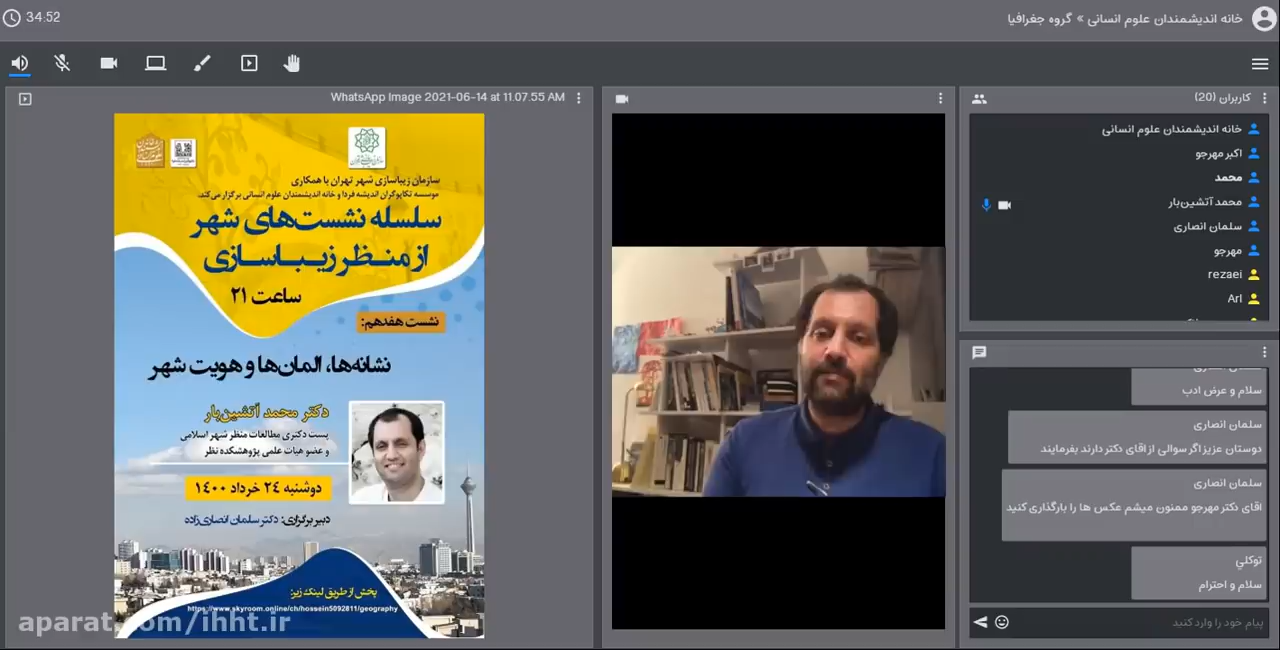 34:52
خانه اندیشمندان علوم انسانی » گروه جغرافیا
WhatsApp Image 2021-06-14 at 11.07.55 AM
سازمان زیباسازی شهر تهران با همکاری
موسسه تکاپوگران اندیشه فردا و خانه اندیشمندان علوم انسانی برگزار می‌کند.
سلسله نشست‌های شهر
از منظر زیباسازی
ساعت ۲۱
نشست هفدهم:
نشانه‌ها، المان‌ها و هویت شهر
دکتر محمد آتشین‌بار
پست دکتری مطالعات منظر شهر اسلامی
و عضو هیات علمی پژوهشکده نظر
دوشنبه ۲۴ خرداد ۱۴۰۰
دبیر برگزاری: دکتر سلمان انصاری‌زاده
پخش از طریق لینک زیر:
https://www.skyroom.online/ch/hossein5092811/geography
aparat.com/ihht.ir
کاربران (20)
خانه اندیشمندان علوم انسانی
اکبر مهرجو
محمد
محمد آتشین‌بار
سلمان انصاری
مهرجو
rezaei
Arl
سلام و عرض ادب
سلمان انصاری
دوستان عزیز اگر سوالی از اقای دکتر دارند بفرمایند
سلمان انصاری
اقای دکتر مهرجو ممنون میشم عکس ها را بارگذاری کنید
توکلي
سلام و احترام
پیام خود را وارد کنید